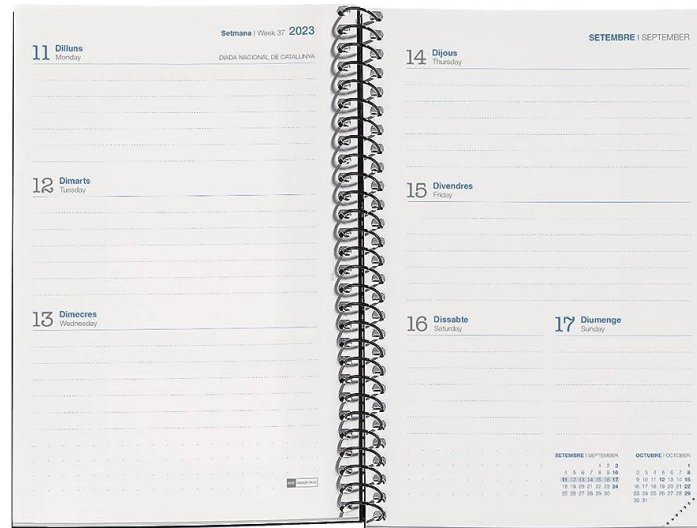 Setmana | Week 37 2023
11 Dilluns
Monday
DIADA NACIONAL DE CATALUNYA
12 Dimarts
Tuesday
13 Dimecres
Wednesday
SETEMBRE | SEPTEMBER
14 Dijous
Thursday
15 Divendres
Friday
16 Dissabte
Saturday
17 Diumenge
Sunday
SETEMBRE | SEPTEMBER
1 2 3
4 5 6 7 8 9 10
11 12 13 14 15 16 17
18 19 20 21 22 23 24
25 26 27 28 29 30
OCTUBRE | OCTOBER
1
2 3 4 5 6 7 8
9 10 11 12 13 14 15
16 17 18 19 20 21 22
23 24 25 26 27 28 29
30 31